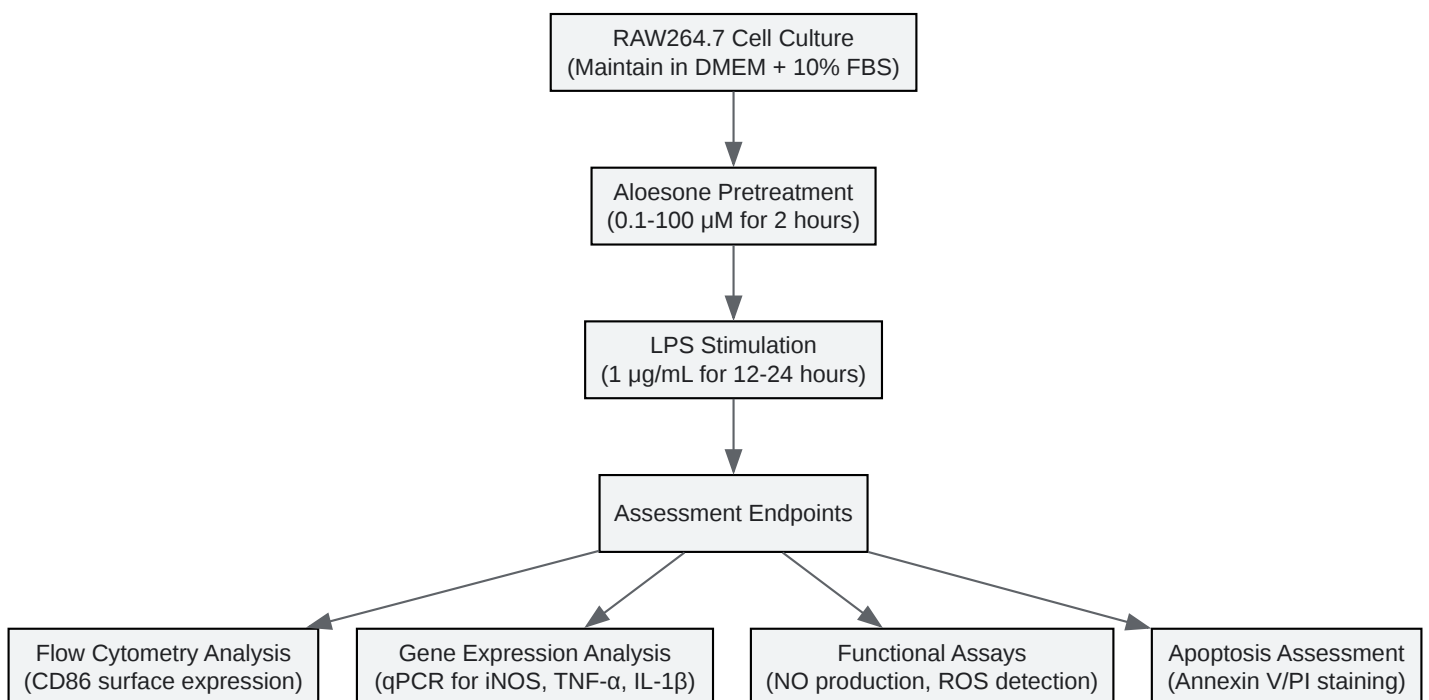 RAW264.7 Cell Culture
(Maintain in DMEM + 10% FBS)
Aloesone Pretreatment
(0.1-100 μM for 2 hours)
LPS Stimulation
(1 μg/mL for 12-24 hours)
Assessment Endpoints
Flow Cytometry Analysis
(CD86 surface expression)
Gene Expression Analysis
(qPCR for iNOS, TNF-α, IL-1β)
Functional Assays
(NO production, ROS detection)
Apoptosis Assessment
(Annexin V/PI staining)